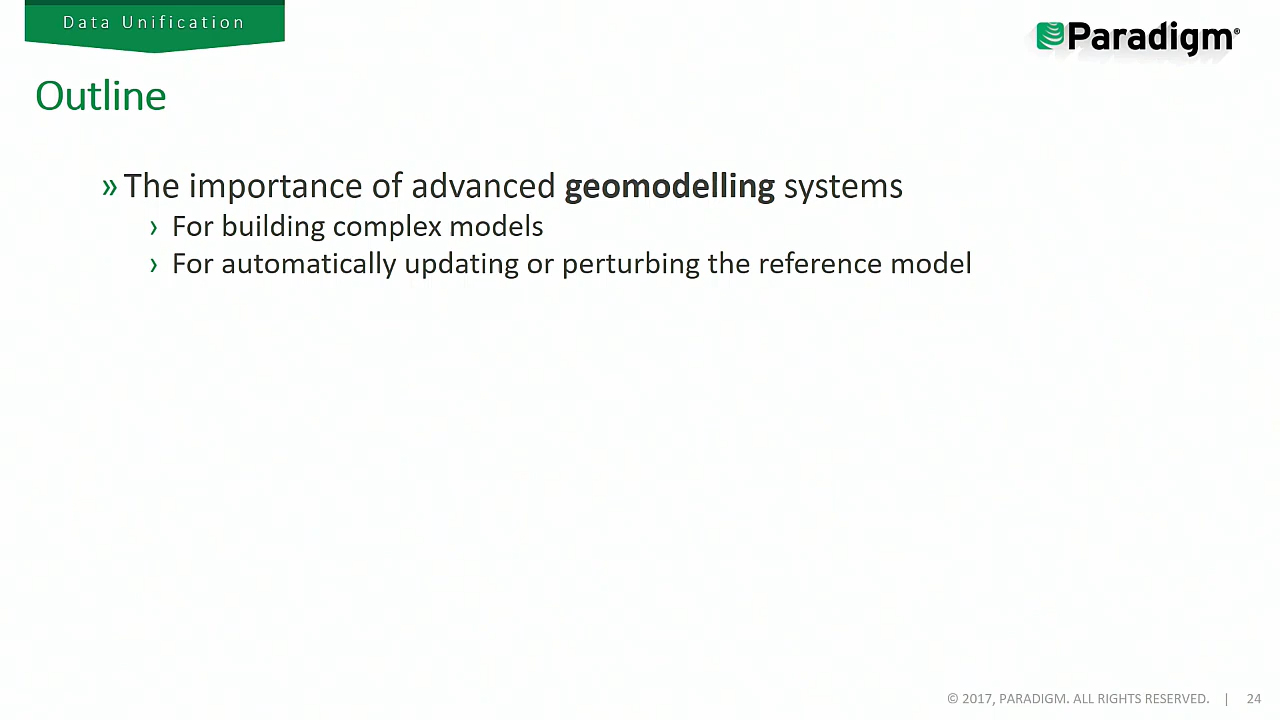 Data Unification
Paradigm®
Outline
» The importance of advanced geomodelling systems
› For building complex models
› For automatically updating or perturbing the reference model
© 2017, PARADIGM. ALL RIGHTS RESERVED. | 24